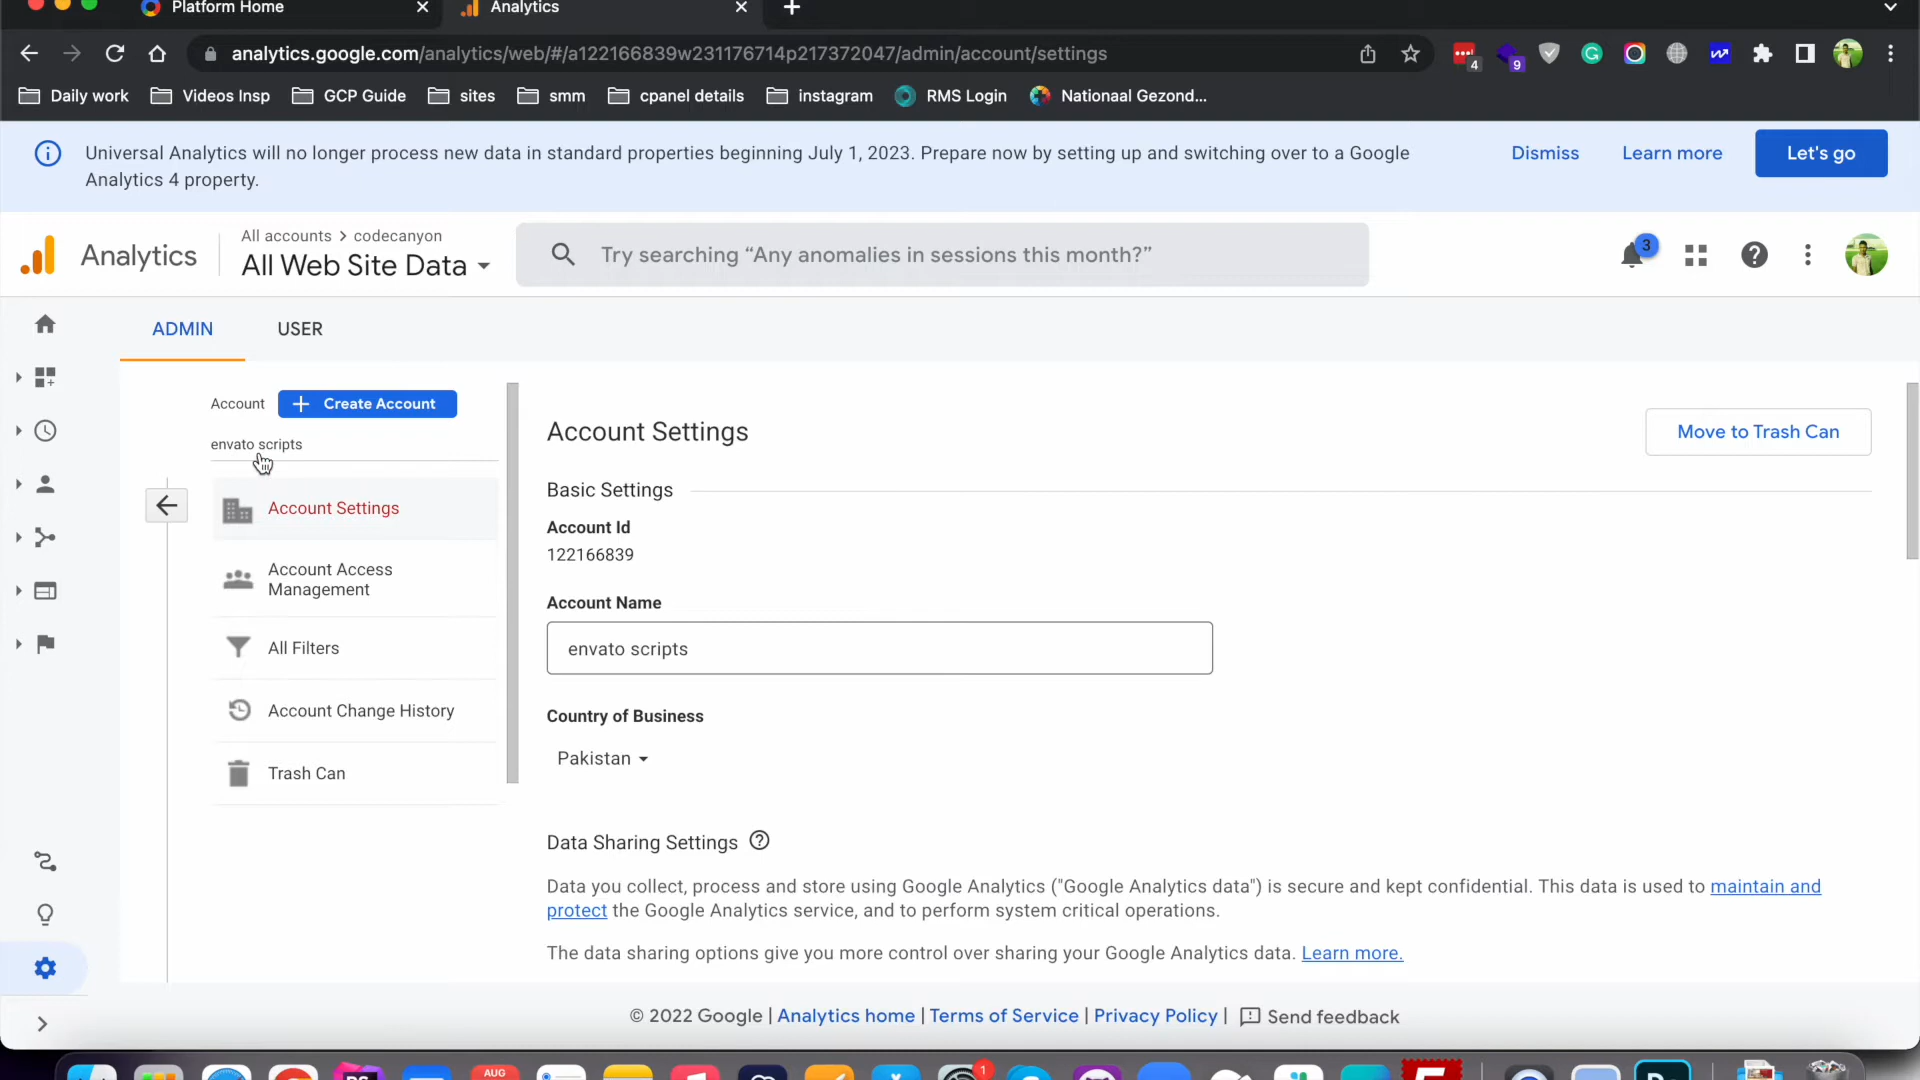 Platform Home
Analytics
analytics.google.com/analytics/web/#/a122166839w231176714p217372047/admin/account/settings
4
9
Daily work
Videos Insp
GCP Guide
sites
smm
cpanel details
instagram
RMS Login
Nationaal Gezond...
Universal Analytics will no longer process new data in standard properties beginning July 1, 2023. Prepare now by setting up and switching over to a Google
Analytics 4 property.
Dismiss
Learn more
Let's go
Analytics
All accounts > codecanyon
All Web Site Data
Try searching “Any anomalies in sessions this month?”
3
ADMIN
USER
Account
Create Account
envato scripts
Account Settings
Account Access
Management
All Filters
Account Change History
Trash Can
Account Settings
Move to Trash Can
Basic Settings
Account Id
122166839
Account Name
envato scripts
Country of Business
Pakistan
Data Sharing Settings
Data you collect, process and store using Google Analytics ("Google Analytics data") is secure and kept confidential. This data is used to maintain and
protect the Google Analytics service, and to perform system critical operations.
The data sharing options give you more control over sharing your Google Analytics data. Learn more.
© 2022 Google | Analytics home | Terms of Service | Privacy Policy | Send feedback
AUG
1